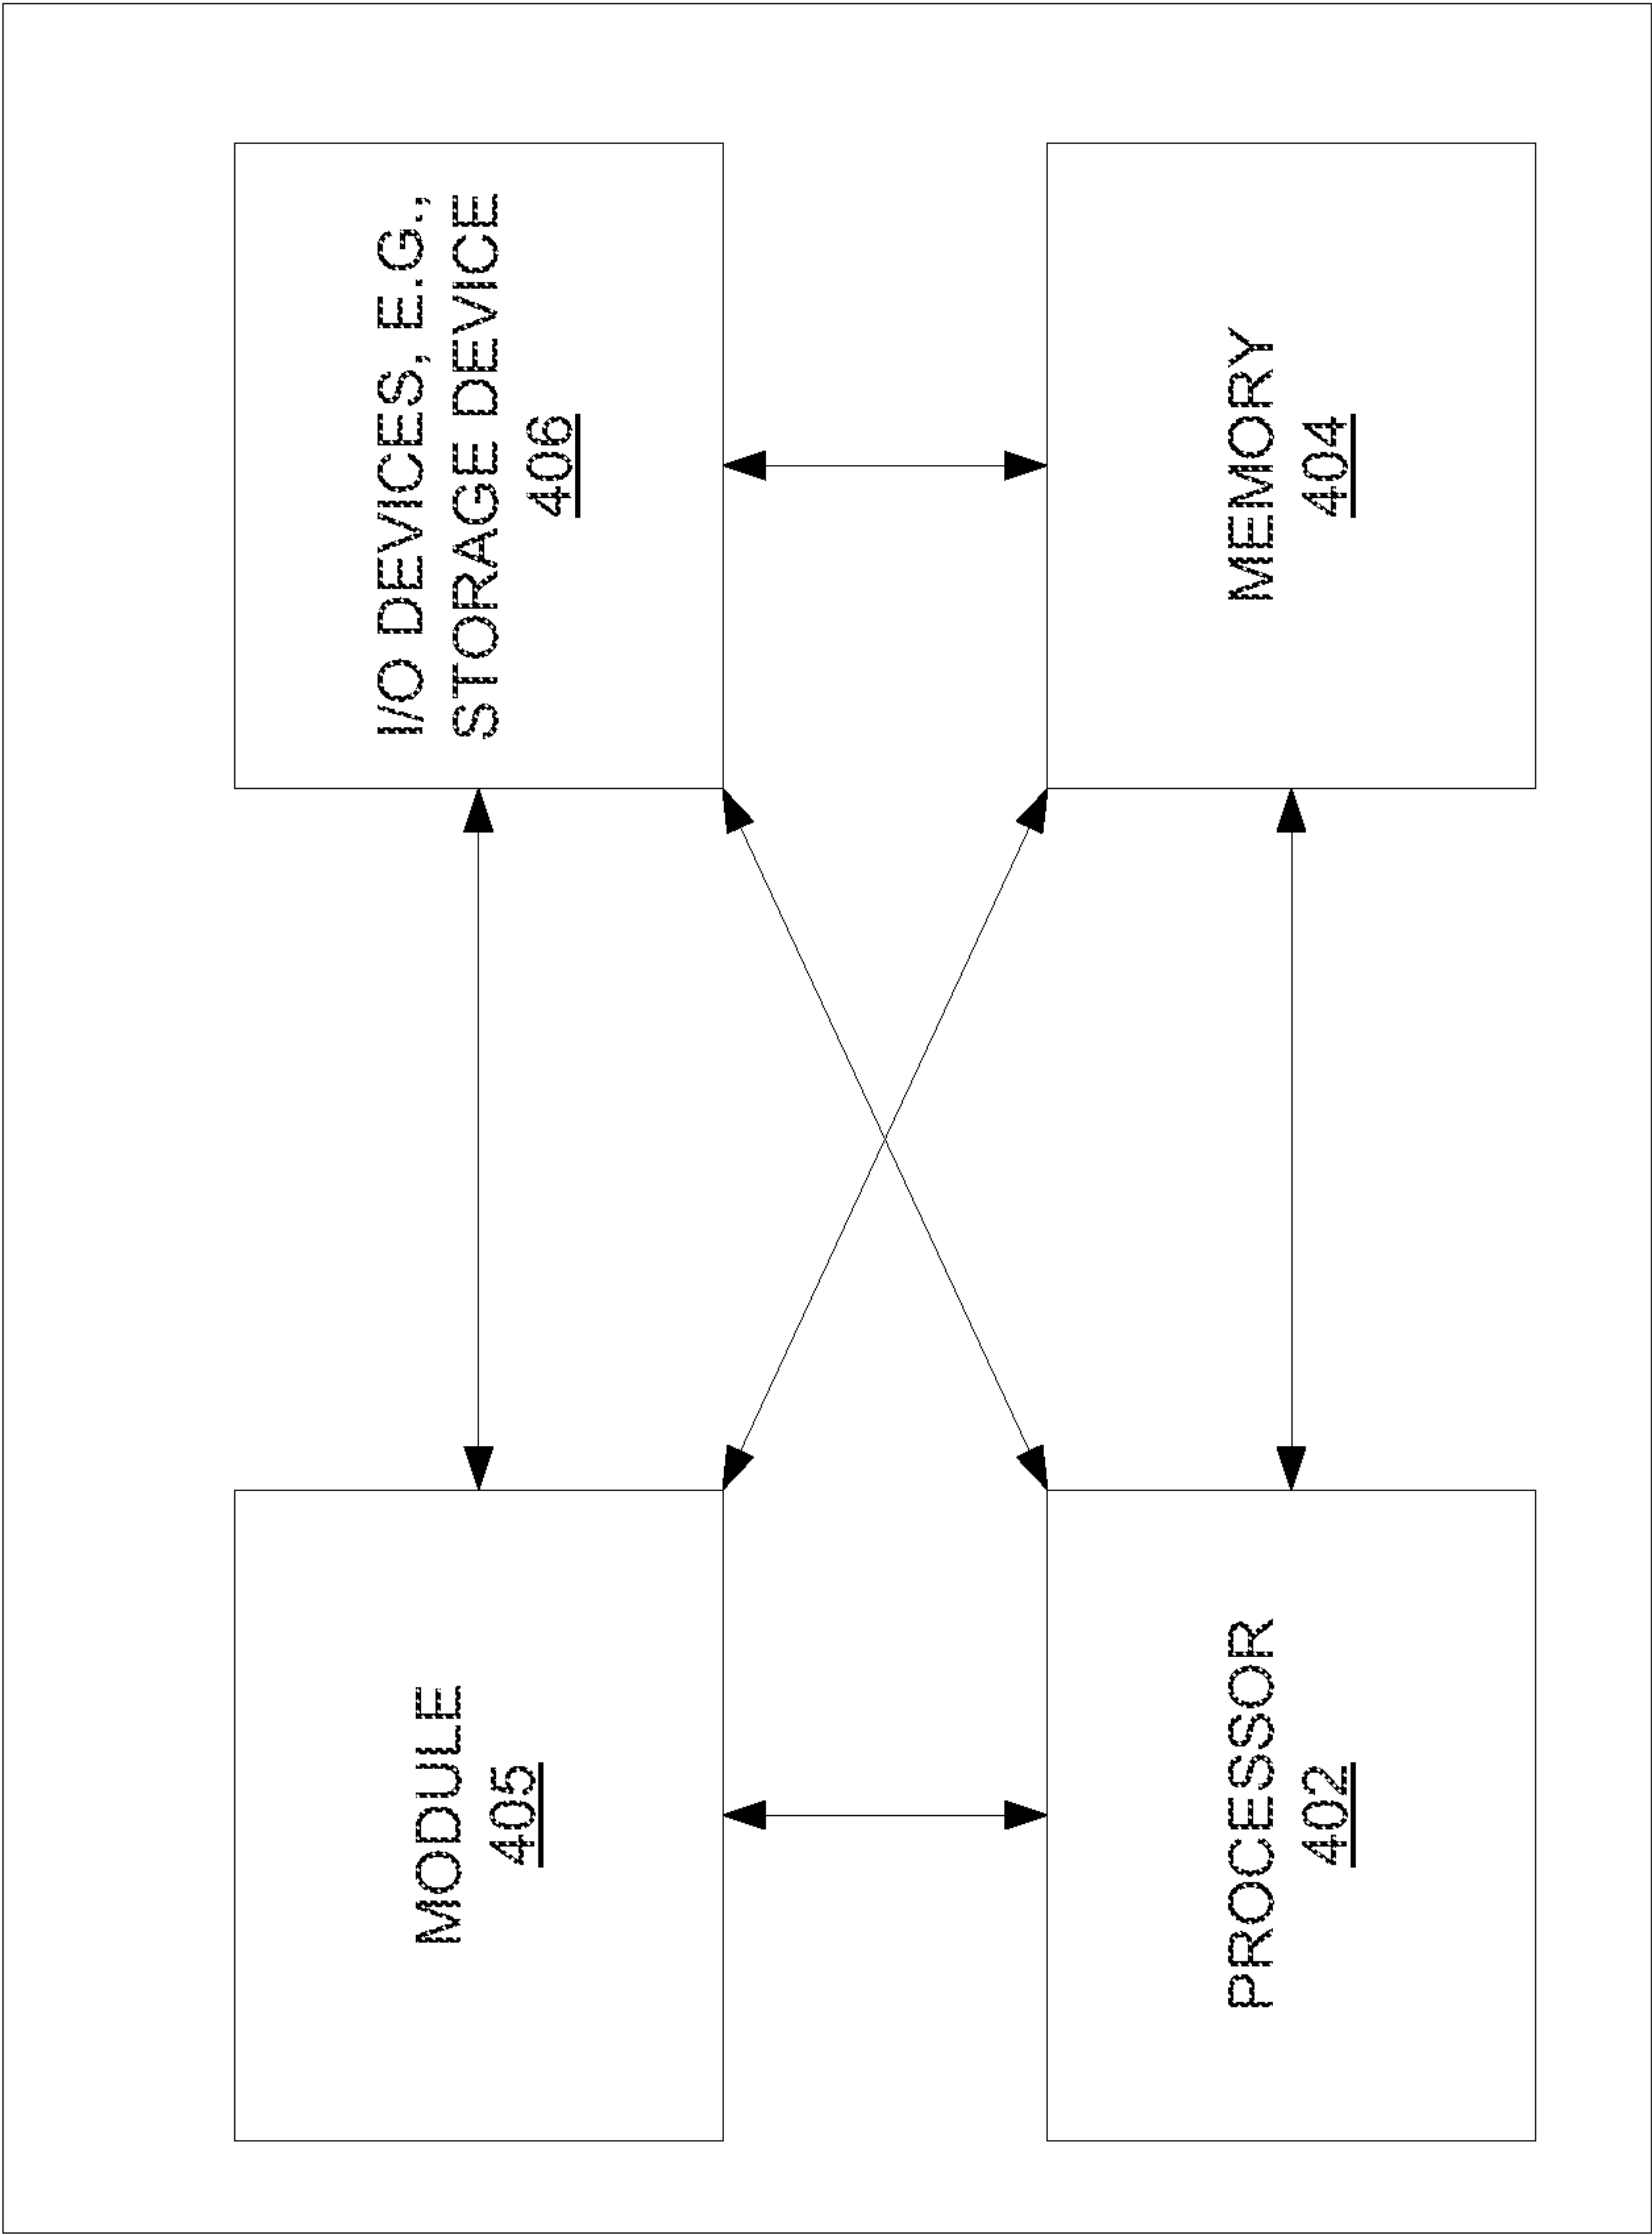 MODULE
405
I/O DEVICES, E.G.,
STORAGE DEVICE
406
PROCESSOR
402
MEMORY
404